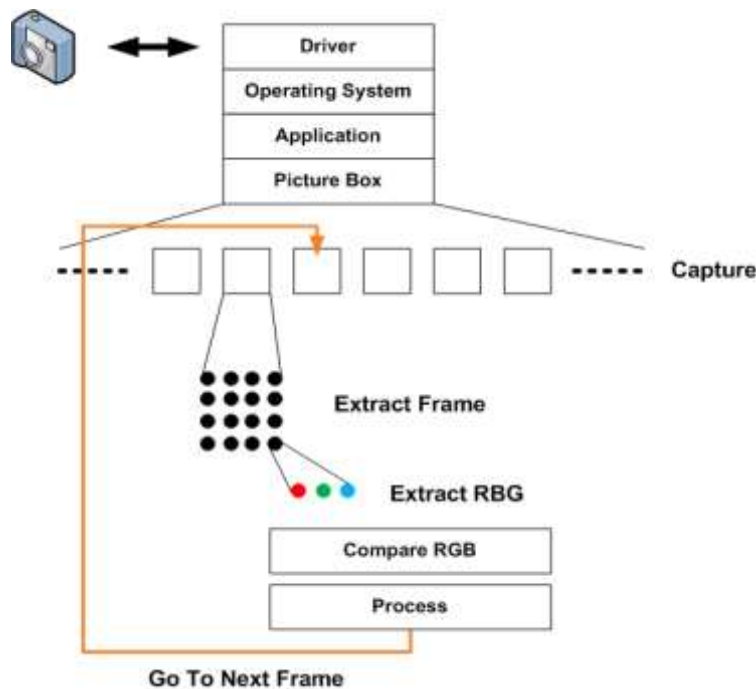 Driver
Operating System
Application
Picture Box
Capture
Extract Frame
Extract RBG
Compare RGB
Process
Go To Next Frame